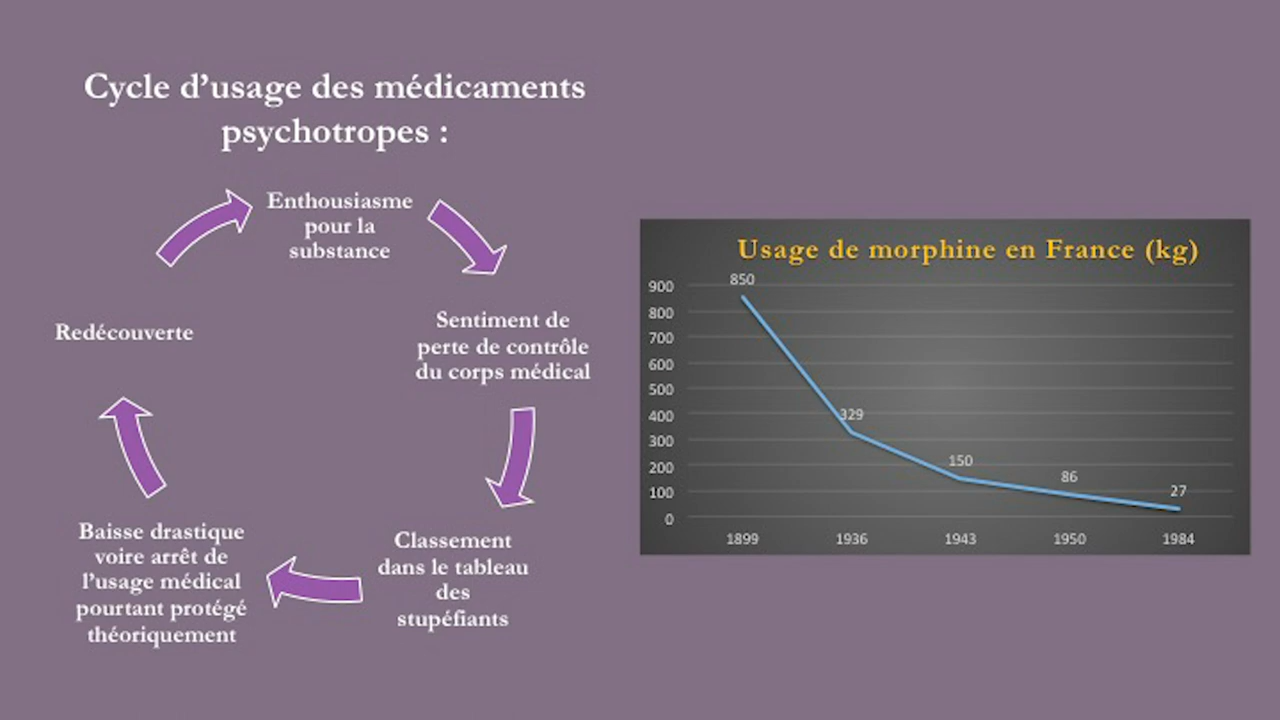 Cycle d’usage des médicaments
psychotropes :
Enthousiasme
pour la
substance
Sentiment de
perte de contrôle
du corps médical
Classement
dans le tableau
des
stupéfiants
Baisse drastique
voire arrêt de
l’usage médical
pourtant protégé
théoriquement
Redécouverte
Usage de morphine en France (kg)
900
800
700
600
500
400
300
200
100
0
850
329
150
86
27
1899 1936 1943 1950 1984